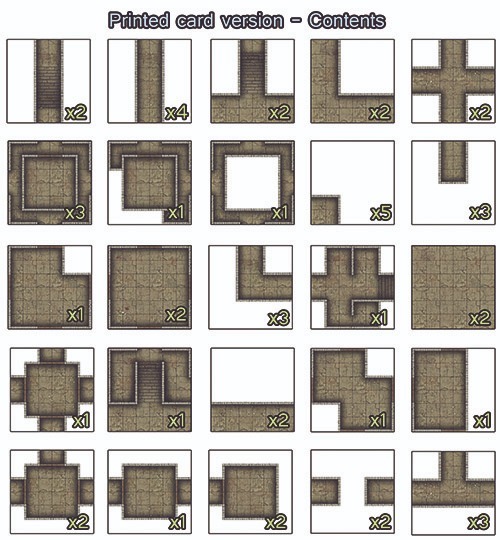 Printed card version - Contents
x2 x4 x2 x2 x2
x3 x1 x1 x5 x3
x1 x2 x3 x1 x2
x1 x1 x2 x1 x1
x2 x1 x2 x2 x3